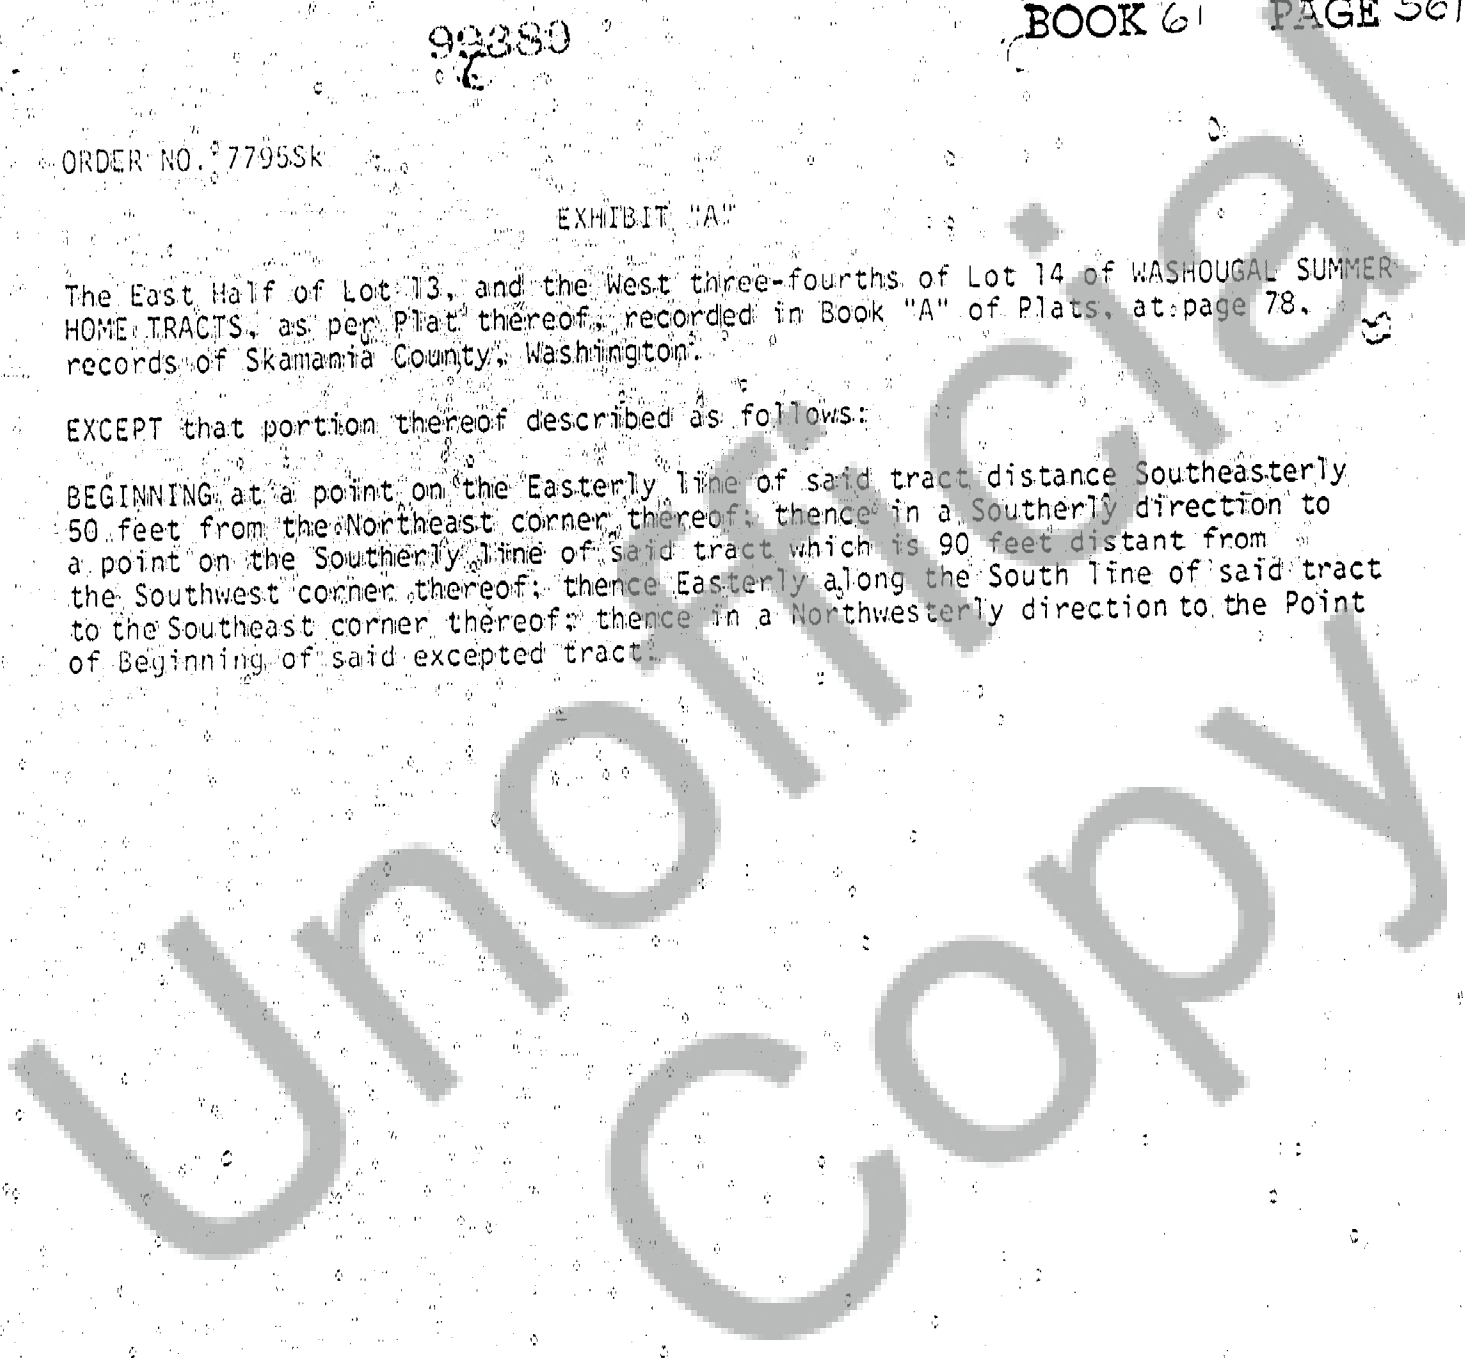 99380
BOOK 61 PAGE 561
ORDER NO. 7795Sk
EXHIBIT "A"
The East Half of Lot 13, and the West three-fourths of Lot 14 of WASHOUGAL SUMMER
HOME TRACTS, as per Plat thereof, recorded in Book "A" of Plats, at page 78,
records of Skamania County, Washington.
EXCEPT that portion thereof described as follows:
BEGINNING at a point on the Easterly line of said tract distance Southeasterly
50 feet from the Northeast corner thereof; thence in a Southerly direction to
a point on the Southerly line of said tract which is 90 feet distant from
the Southwest corner thereof; thence Easterly along the South line of said tract
to the Southeast corner thereof; thence in a Northwesterly direction to the Point
of Beginning of said excepted tract.
Unofficial
Copy